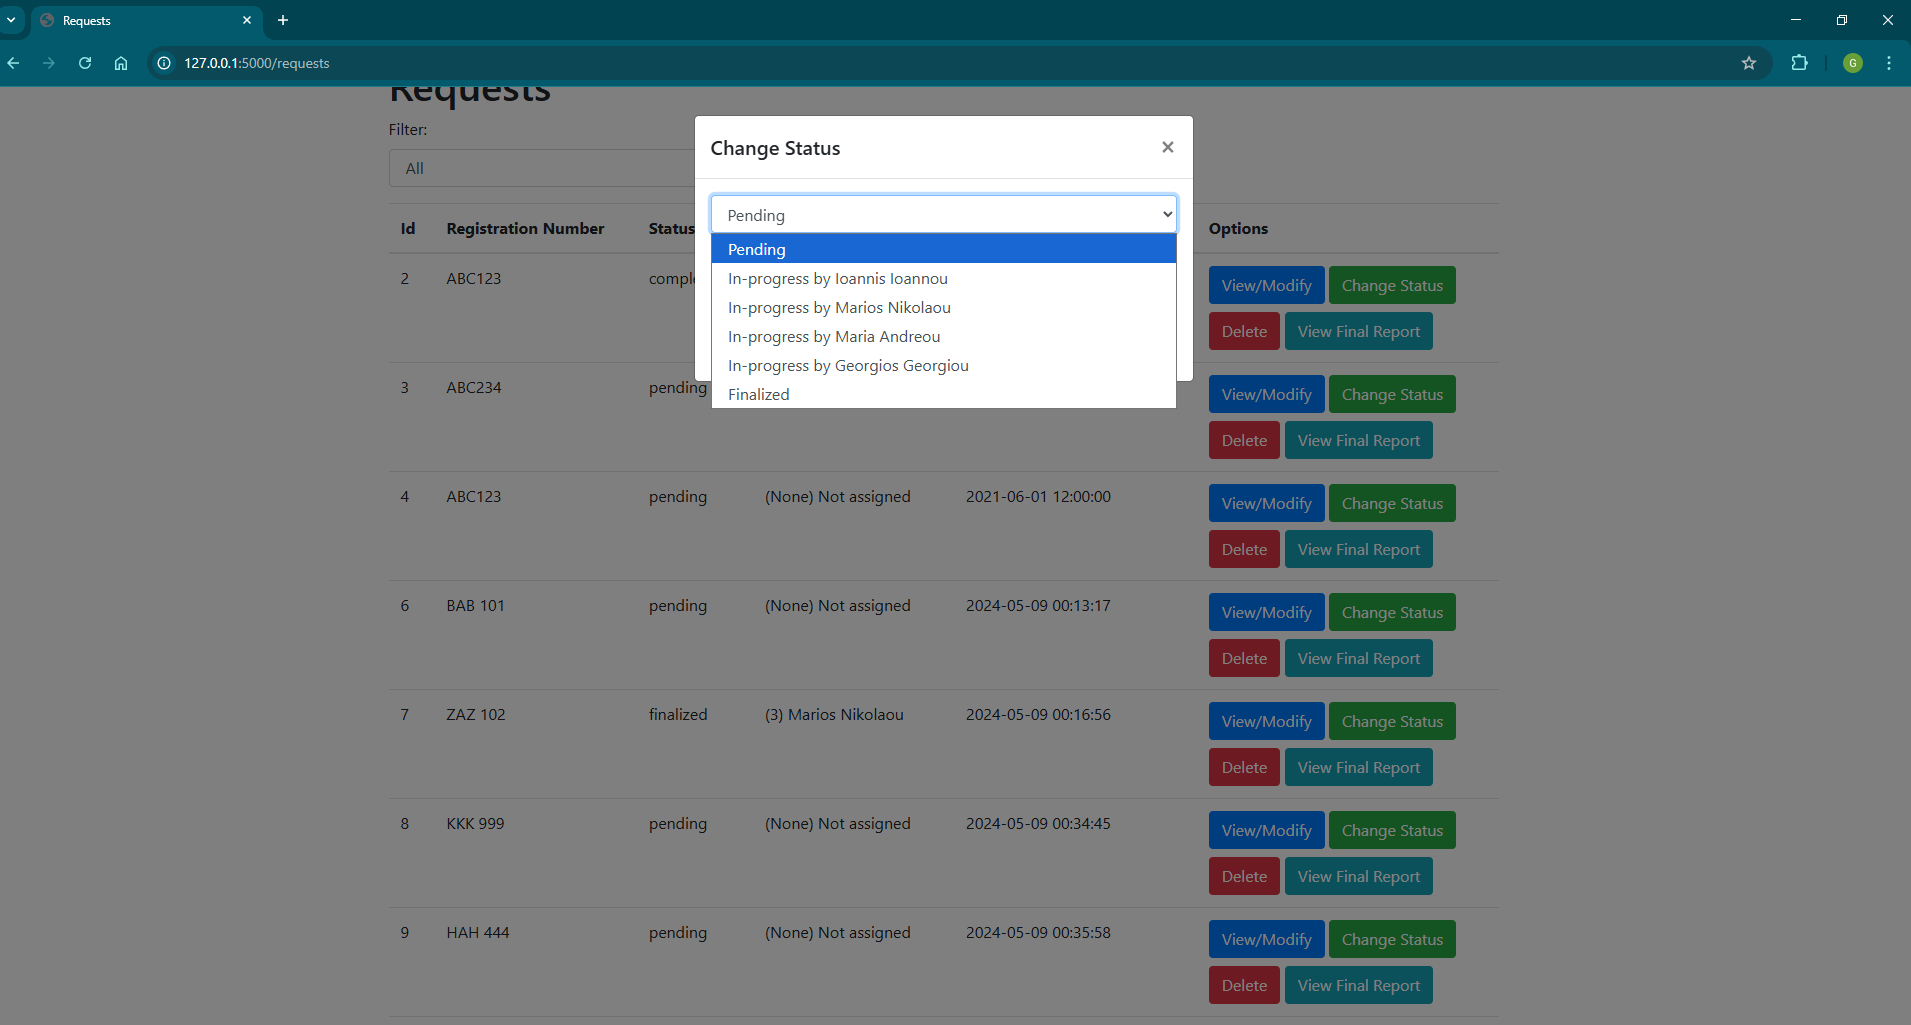 Requests
127.0.0.1:5000/requests
G
Requests
Filter:
All
Change Status
×
Pending
Pending
In-progress by Ioannis Ioannou
In-progress by Marios Nikolaou
In-progress by Maria Andreou
In-progress by Georgios Georgiou
Finalized
Id Registration Number Status Options
2 ABC123 View/Modify Change Status
Delete View Final Report
3 ABC234 pending View/Modify Change Status
Delete View Final Report
4 ABC123 pending (None) Not assigned 2021-06-01 12:00:00 View/Modify Change Status
Delete View Final Report
6 BAB 101 pending (None) Not assigned 2024-05-09 00:13:17 View/Modify Change Status
Delete View Final Report
7 ZAZ 102 finalized (3) Marios Nikolaou 2024-05-09 00:16:56 View/Modify Change Status
Delete View Final Report
8 KKK 999 pending (None) Not assigned 2024-05-09 00:34:45 View/Modify Change Status
Delete View Final Report
9 HAH 444 pending (None) Not assigned 2024-05-09 00:35:58 View/Modify Change Status
Delete View Final Report